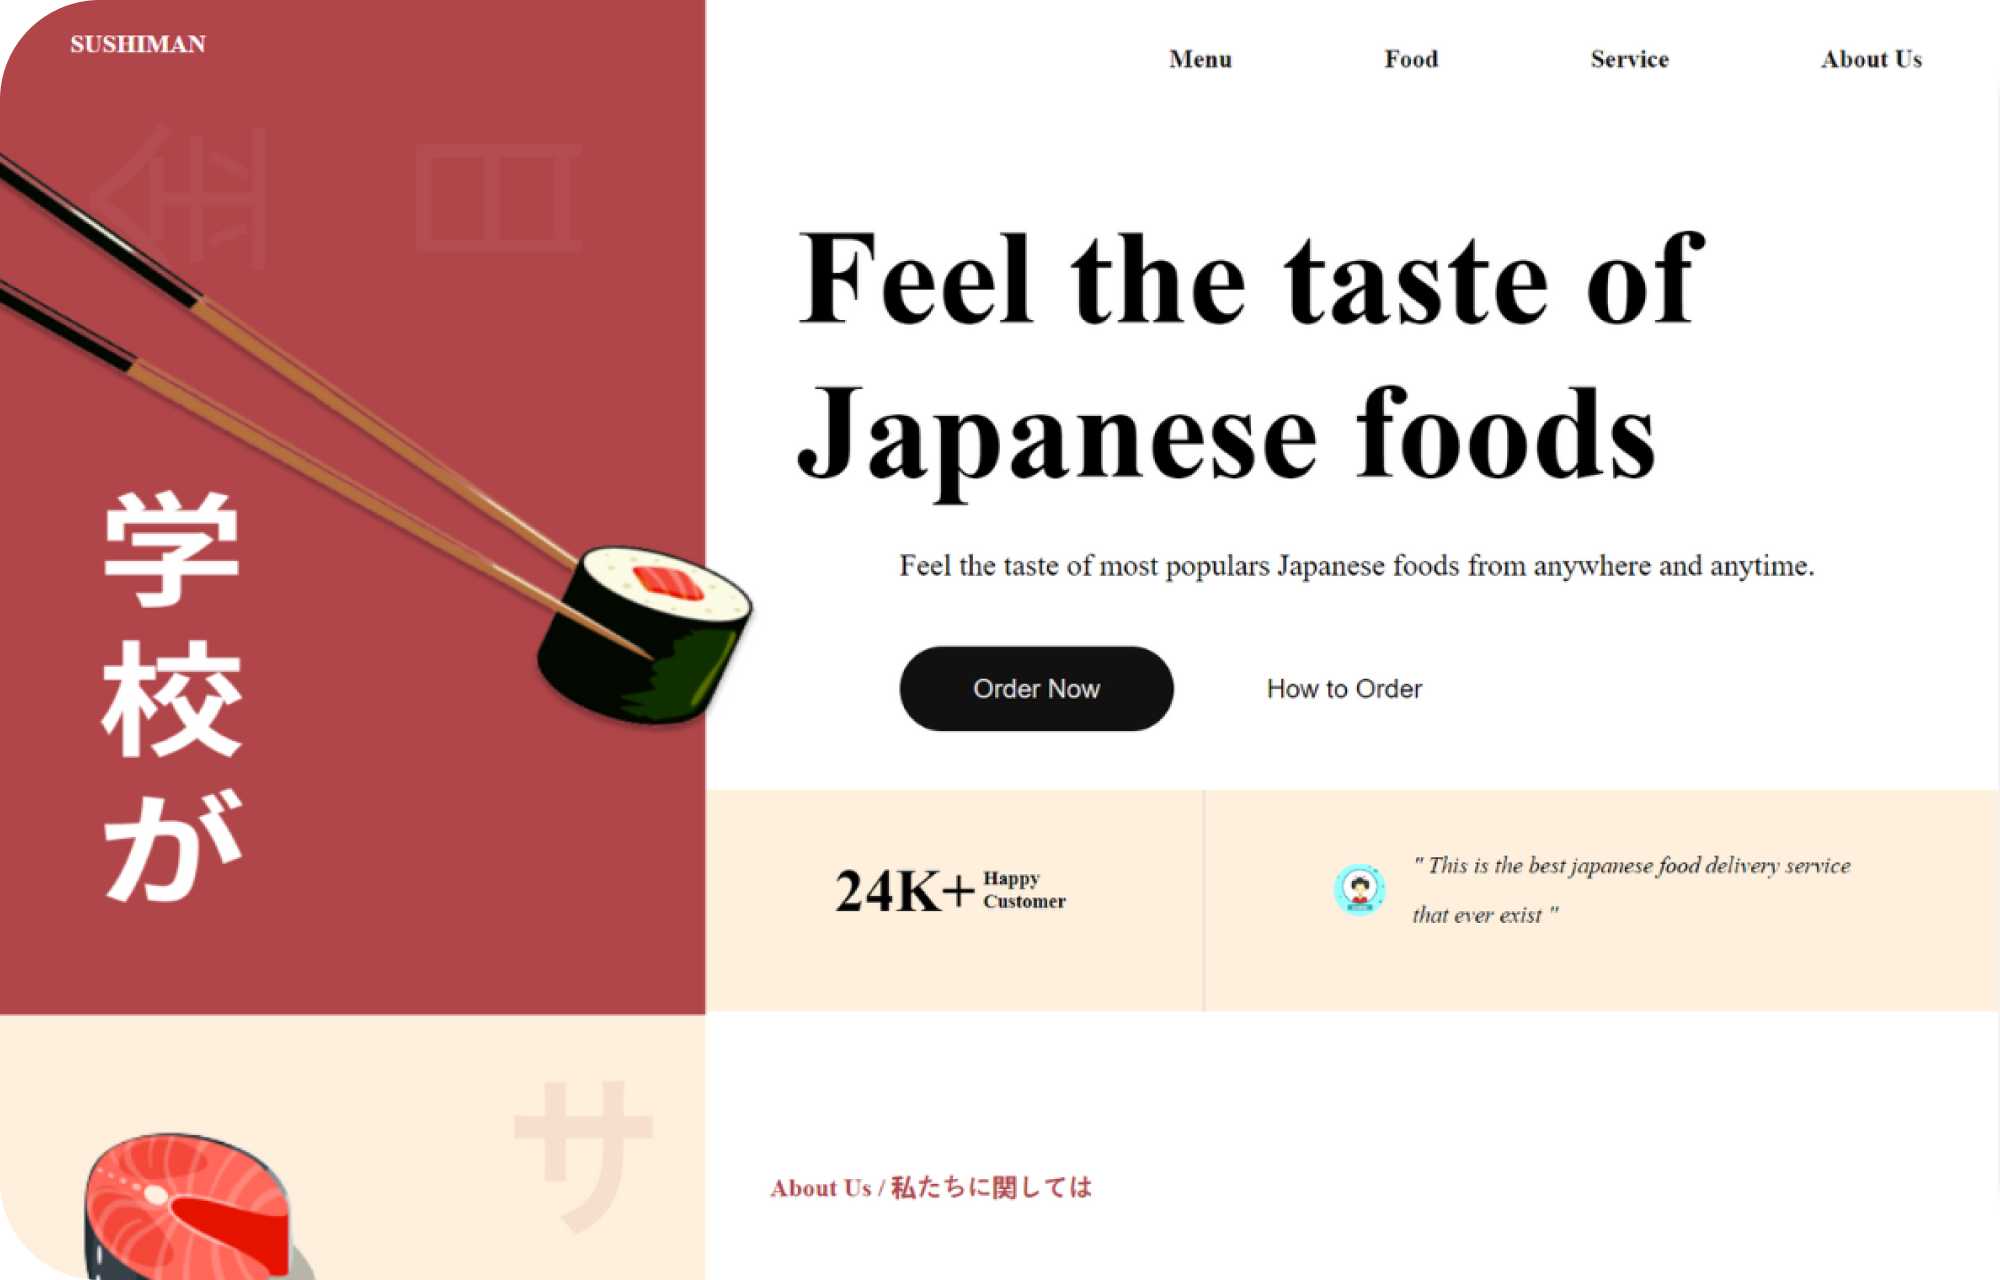 SUSHIMAN
Menu
Food
Service
About Us
金
日
学
校
が
Feel the taste of
Japanese foods
Feel the taste of most populars Japanese foods from anywhere and anytime.
Order Now
How to Order
24K+
Happy
Customer
" This is the best japanese food delivery service
that ever exist "
サ
About Us / 私たちに関しては